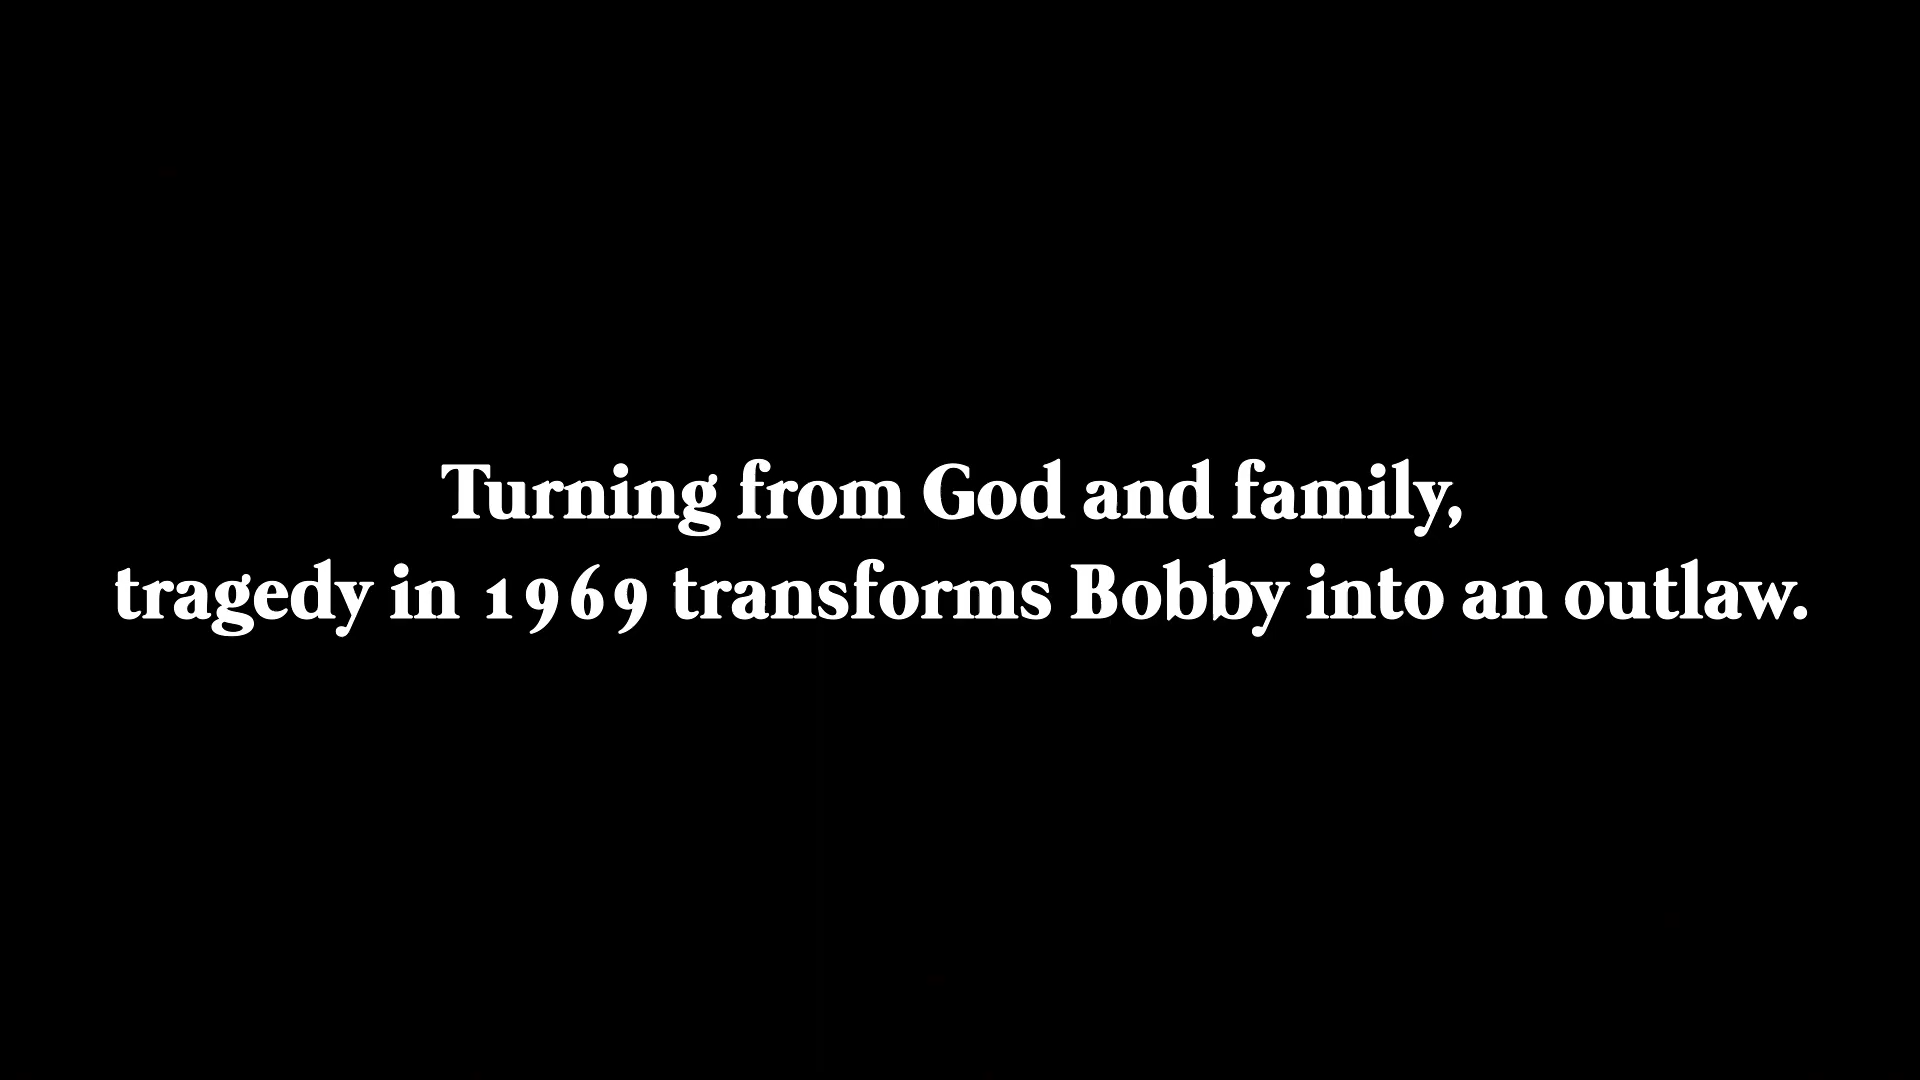 Turning from God and family,
tragedy in 1969 transforms Bobby into an outlaw.